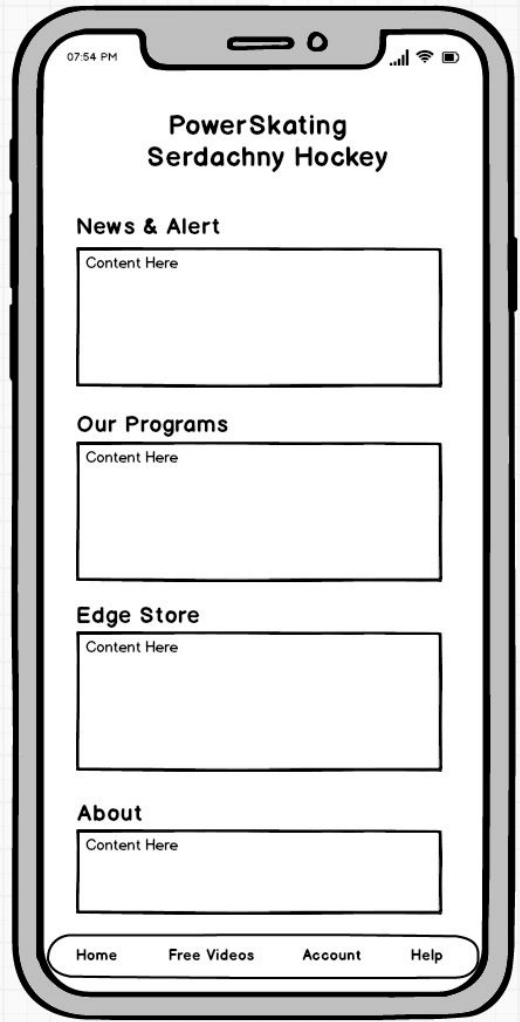 07:54 PM
PowerSkating
Serdachny Hockey
News & Alert
Content Here
Our Programs
Content Here
Edge Store
Content Here
About
Content Here
Home Free Videos Account Help